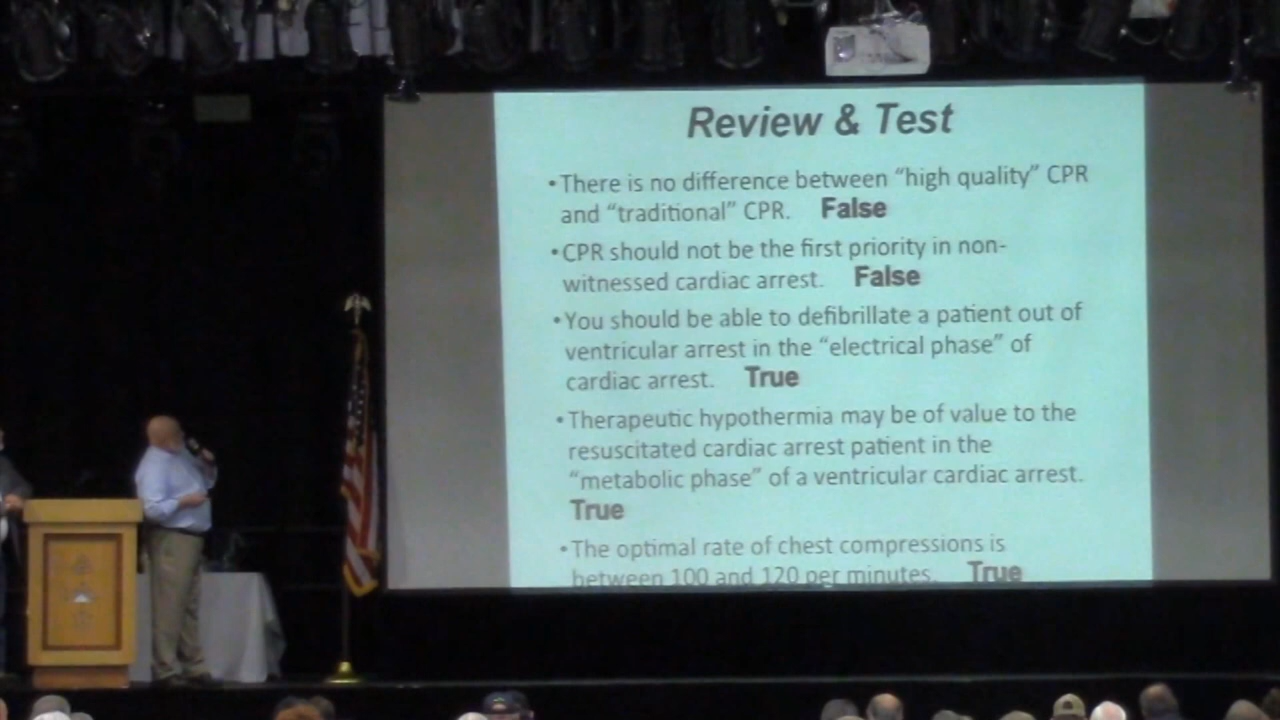 Review & Test
•There is no difference between “high quality” CPR
and “traditional” CPR. False
•CPR should not be the first priority in non-
witnessed cardiac arrest. False
•You should be able to defibrillate a patient out of
ventricular arrest in the “electrical phase” of
cardiac arrest. True
•Therapeutic hypothermia may be of value to the
resuscitated cardiac arrest patient in the
“metabolic phase” of a ventricular cardiac arrest.
True
•The optimal rate of chest compressions is
between 100 and 120 per minutes. True